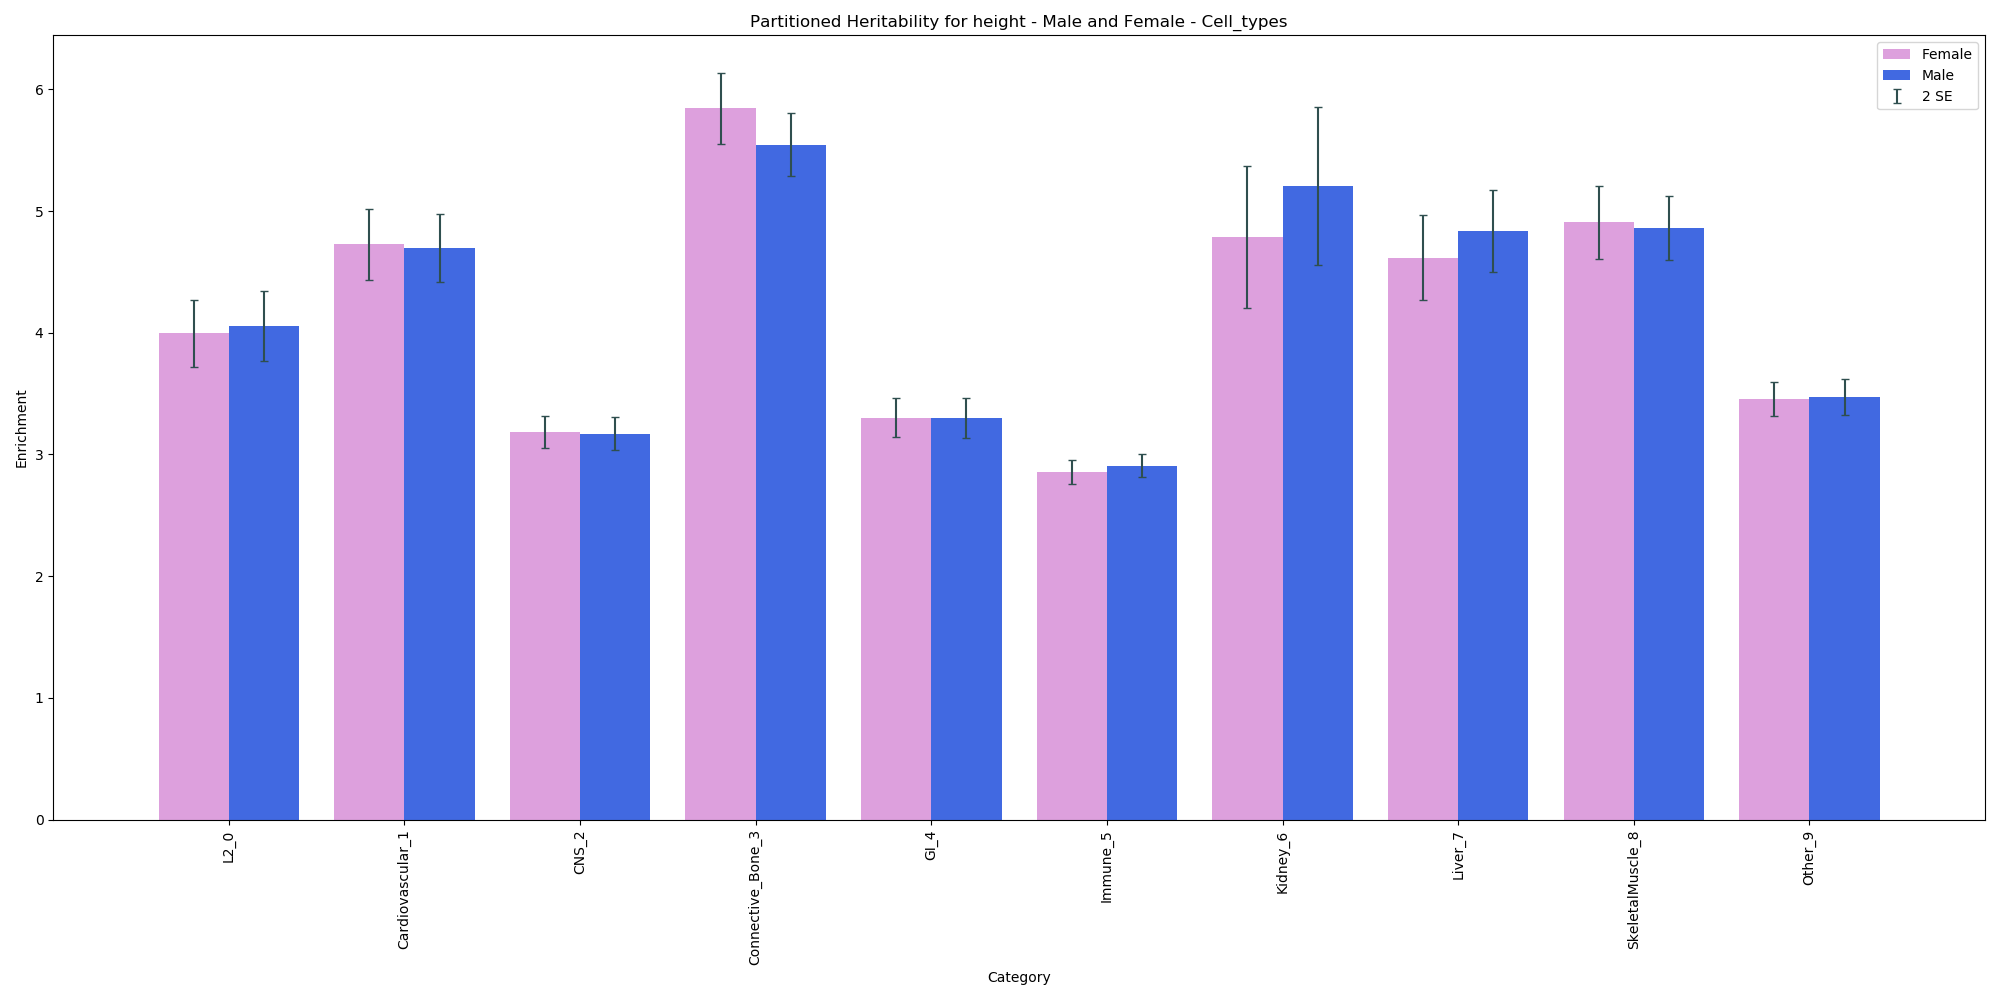 Partitioned Heritability for height - Male and Female - Cell_types
Female
Male
2 SE
Enrichment
6
5
4
3
2
1
0
L2_0
Cardiovascular_1
CNS_2
Connective_Bone_3
GI_4
Immune_5
Kidney_6
Liver_7
SkeletalMuscle_8
Other_9
Category